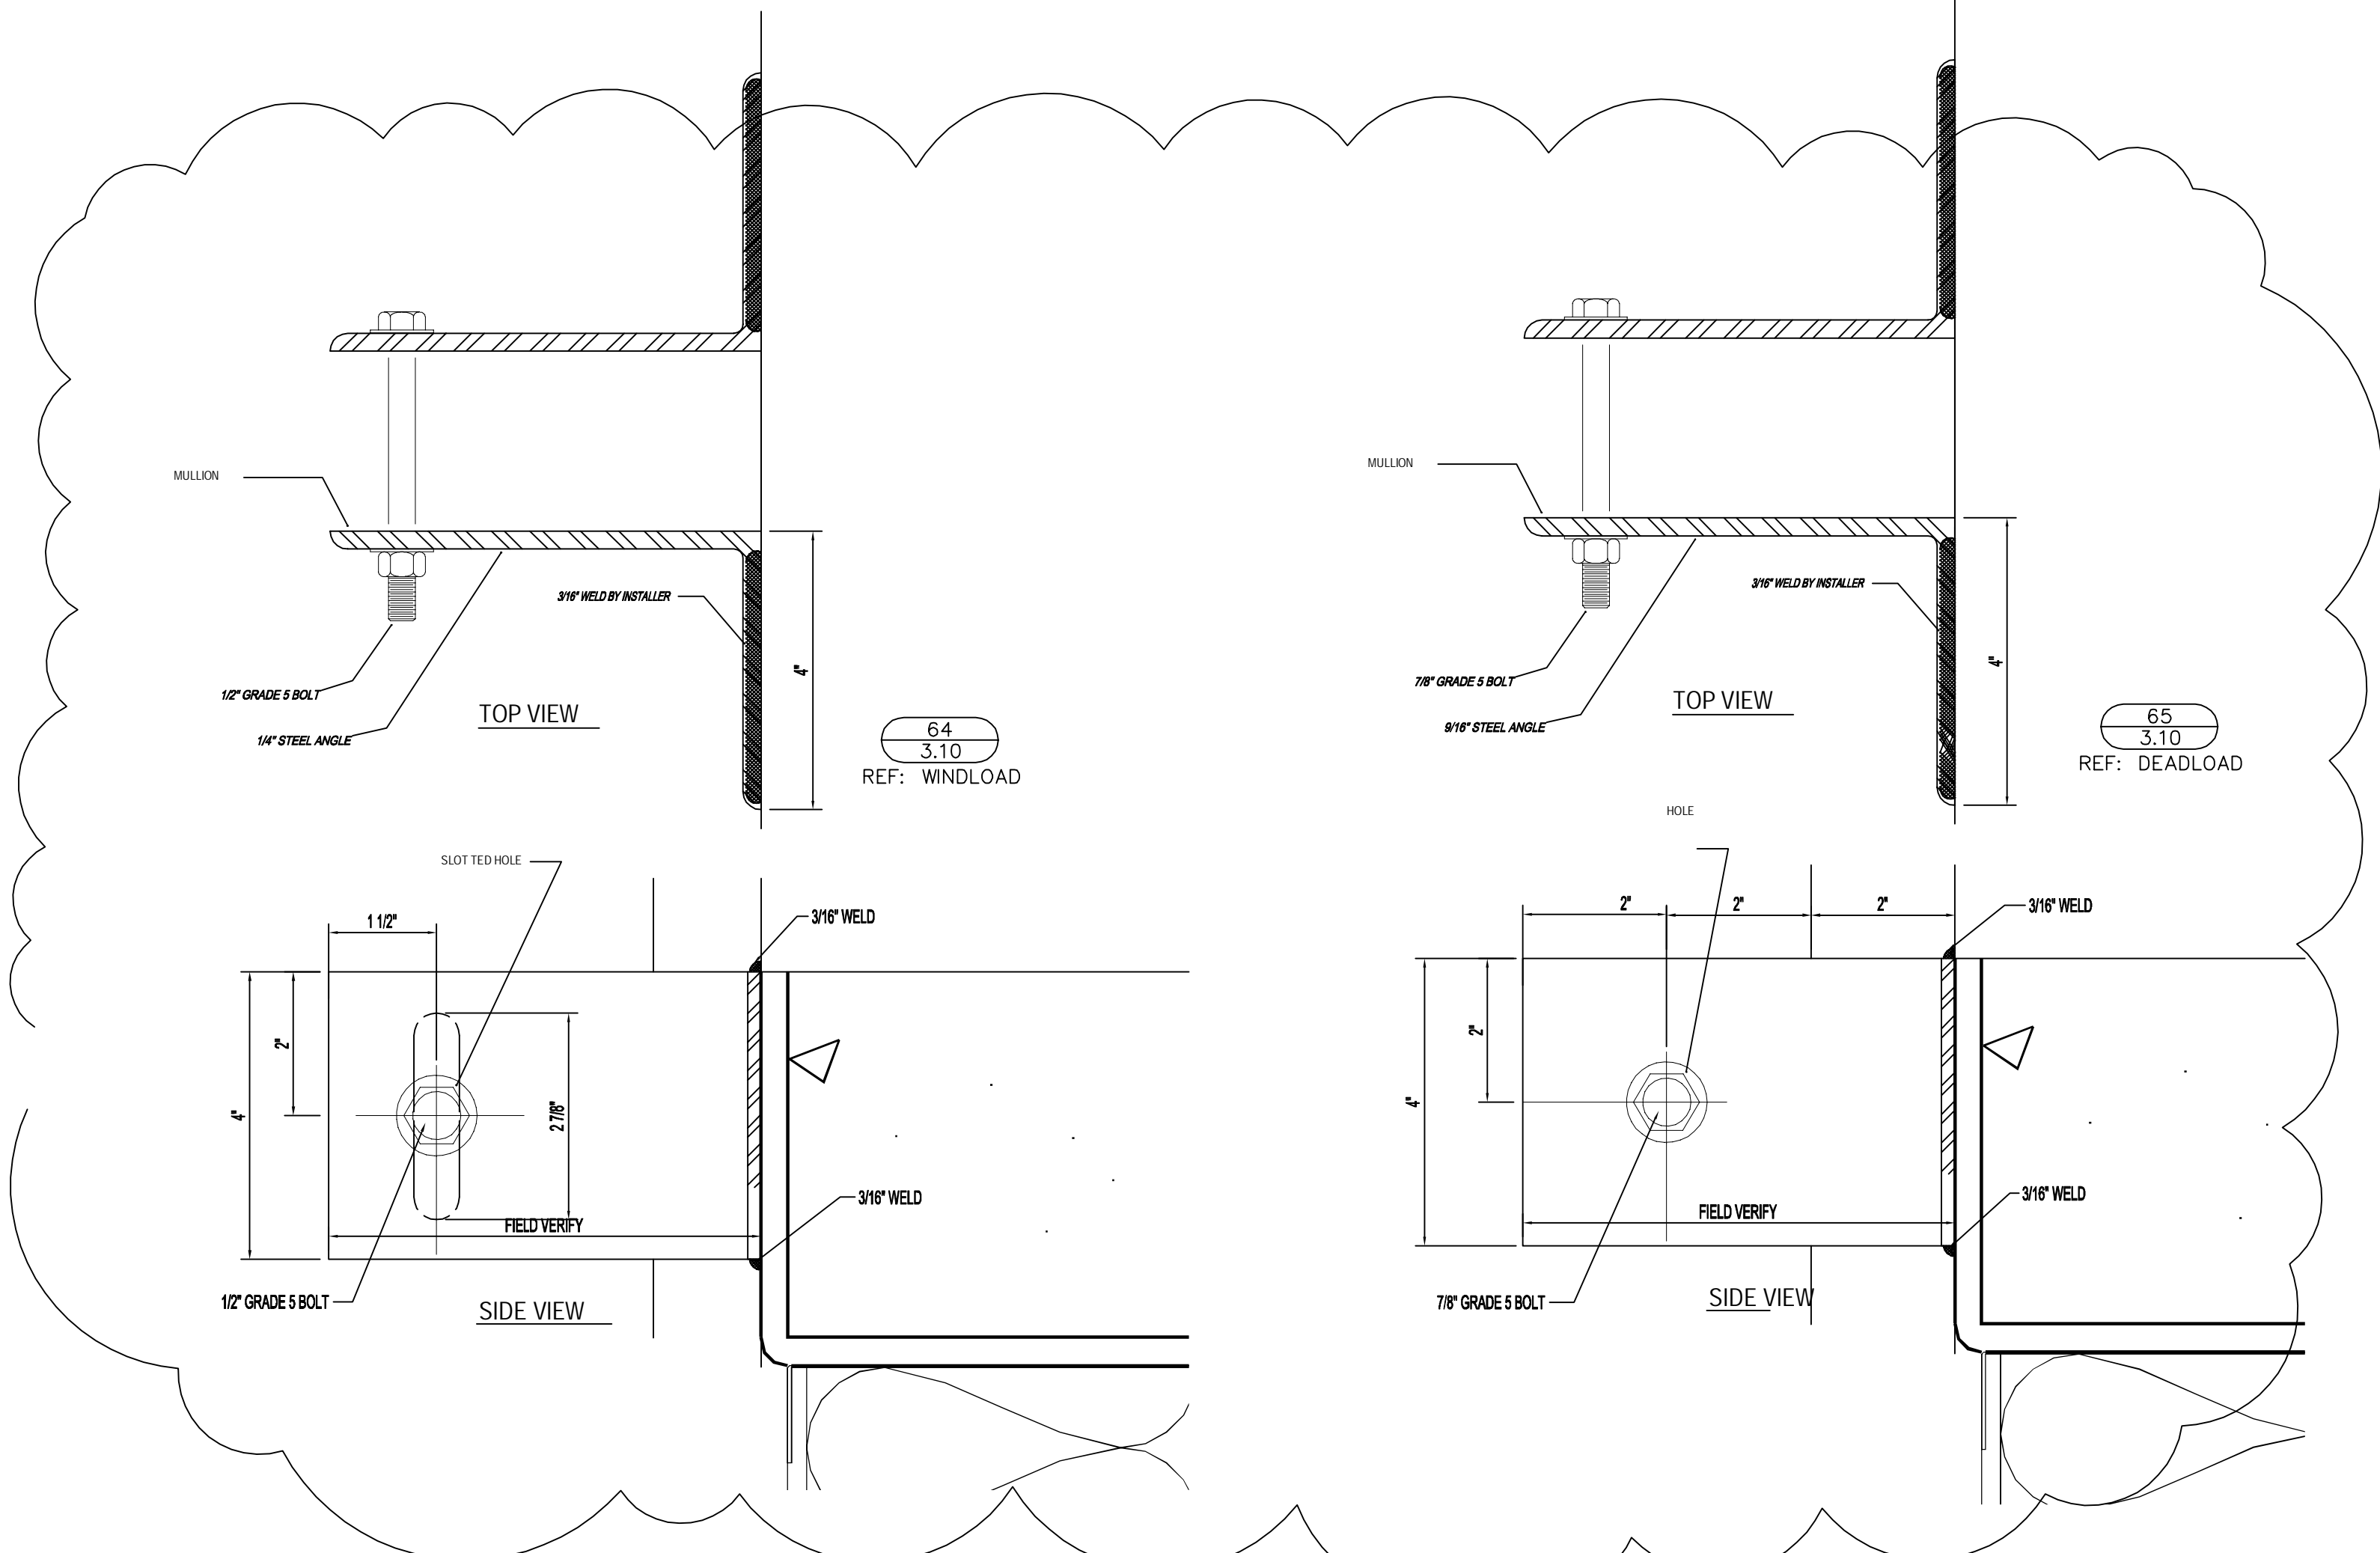 MULLION
3/16" WELD BY INSTALLER
4"
1/2" GRADE 5 BOLT
1/4" STEEL ANGLE
TOP VIEW
64
3.10
REF: WINDLOAD
SLOT TED HOLE
1 1/2"
3/16" WELD
2"
4"
2 7/8"
3/16" WELD
FIELD VERIFY
1/2" GRADE 5 BOLT
SIDE VIEW
MULLION
3/16" WELD BY INSTALLER
4"
7/8" GRADE 5 BOLT
9/16" STEEL ANGLE
TOP VIEW
65
3.10
REF: DEADLOAD
HOLE
2"
2"
2"
3/16" WELD
2"
4"
3/16" WELD
FIELD VERIFY
7/8" GRADE 5 BOLT
SIDE VIEW